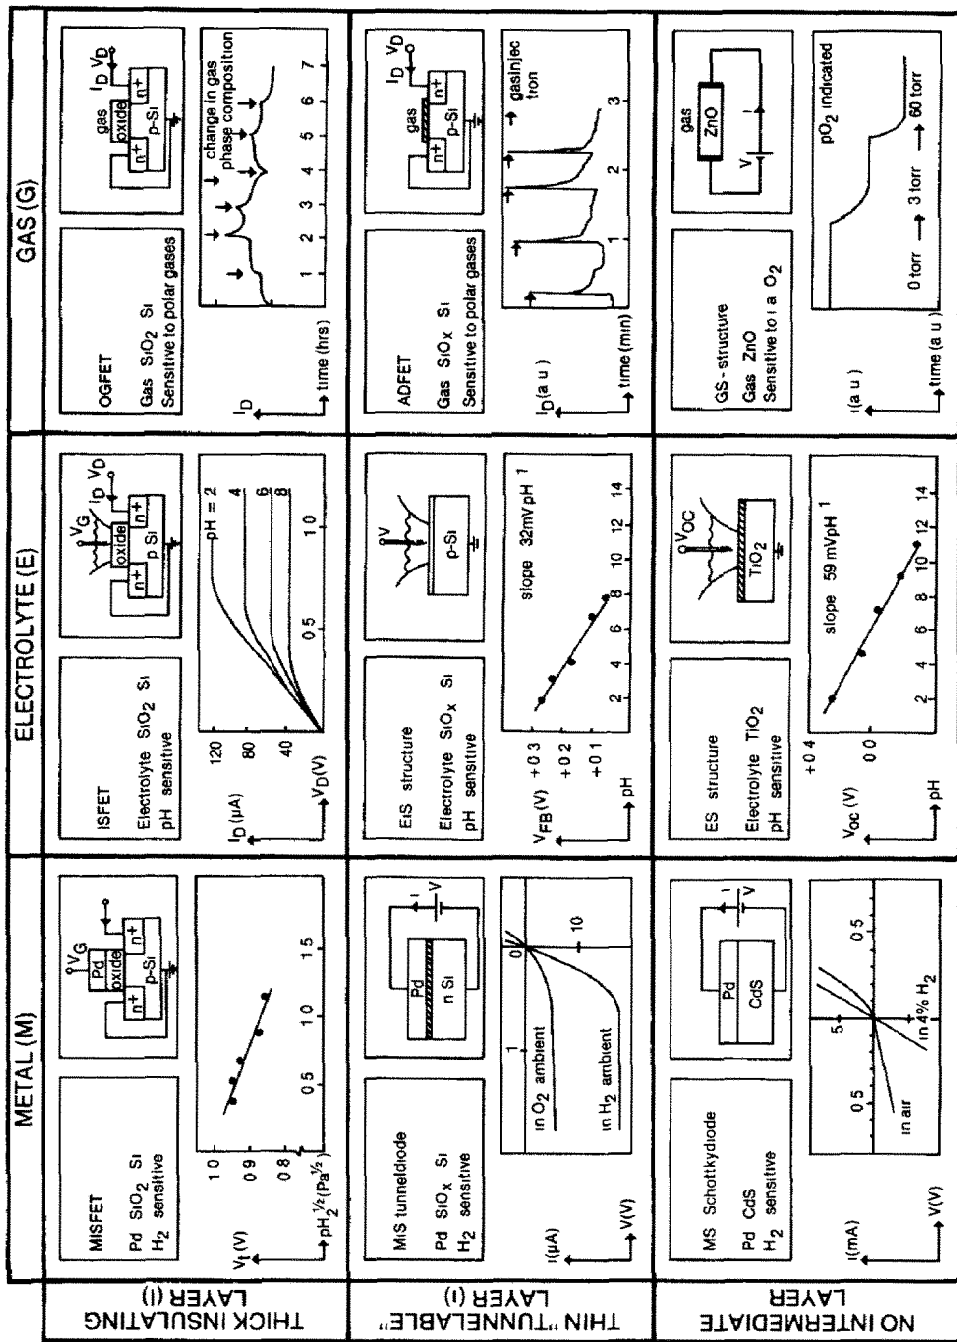 METAL (M)
ELECTROLYTE (E)
GAS (G)
THICK INSULATING
LAYER (I)
MISFET
Pd SiO2 Si
H2 sensitive
VG
Pd
oxide
n+
n+
p-Si
Vt(V)
1 0
0 9
0 8
0 5
1.0
1.5
pH2^1/2 (Pa^1/2)
ISFET
Electrolyte SiO2 Si
pH sensitive
VG
ID VD
oxide
n+
n+
p Si
ID(µA)
120
80
40
pH = 2
4
6
8
0.5
1.0
VD(V)
OGFET
Gas SiO2 Si
Sensitive to polar gases
gas
ID VD
oxide
n+
n+
p-Si
change in gas
phase composition
ID
1 2 3 4 5 6 7
time (hrs)
THIN "TUNNELABLE"
LAYER (ı)
MIS tunneldiode
Pd SiOx Si
H2 sensitive
Pd
n Si
ı
V
ı(µA)
0
10
1
in O2 ambient
in H2 ambient
V(V)
EIS structure
Electrolyte SiOx Si
pH sensitive
V
p-Si
VFB(V)
+0 3
+0 2
+0 1
slope 32mVpH 1
2 4 6 8 10 12 14
pH
ADFET
Gas SiOx Si
Sensitive to polar gases
gas
ID VD
n+
n+
p-Si
ID(a u)
gasinjec
tron
1 2 3
time (min)
NO INTERMEDIATE
LAYER
MS Schottkydiode
Pd CdS
H2 sensitive
Pd
CdS
ı
V
ı(mA)
5
0 5
0 5
in 4% H2
in air
V(V)
ES structure
Electrolyte TiO2
pH sensitive
VOC
TiO2
VOC (V)
+0 4
0 0
slope 59 mVpH 1
2 4 6 8 10 12 14
pH
GS-structure
Gas ZnO
Sensitive to ı a O2
gas
ZnO
V
ı
ı(a u)
pO2 indicated
0 torr → 3 torr → 60 torr
time (a u)